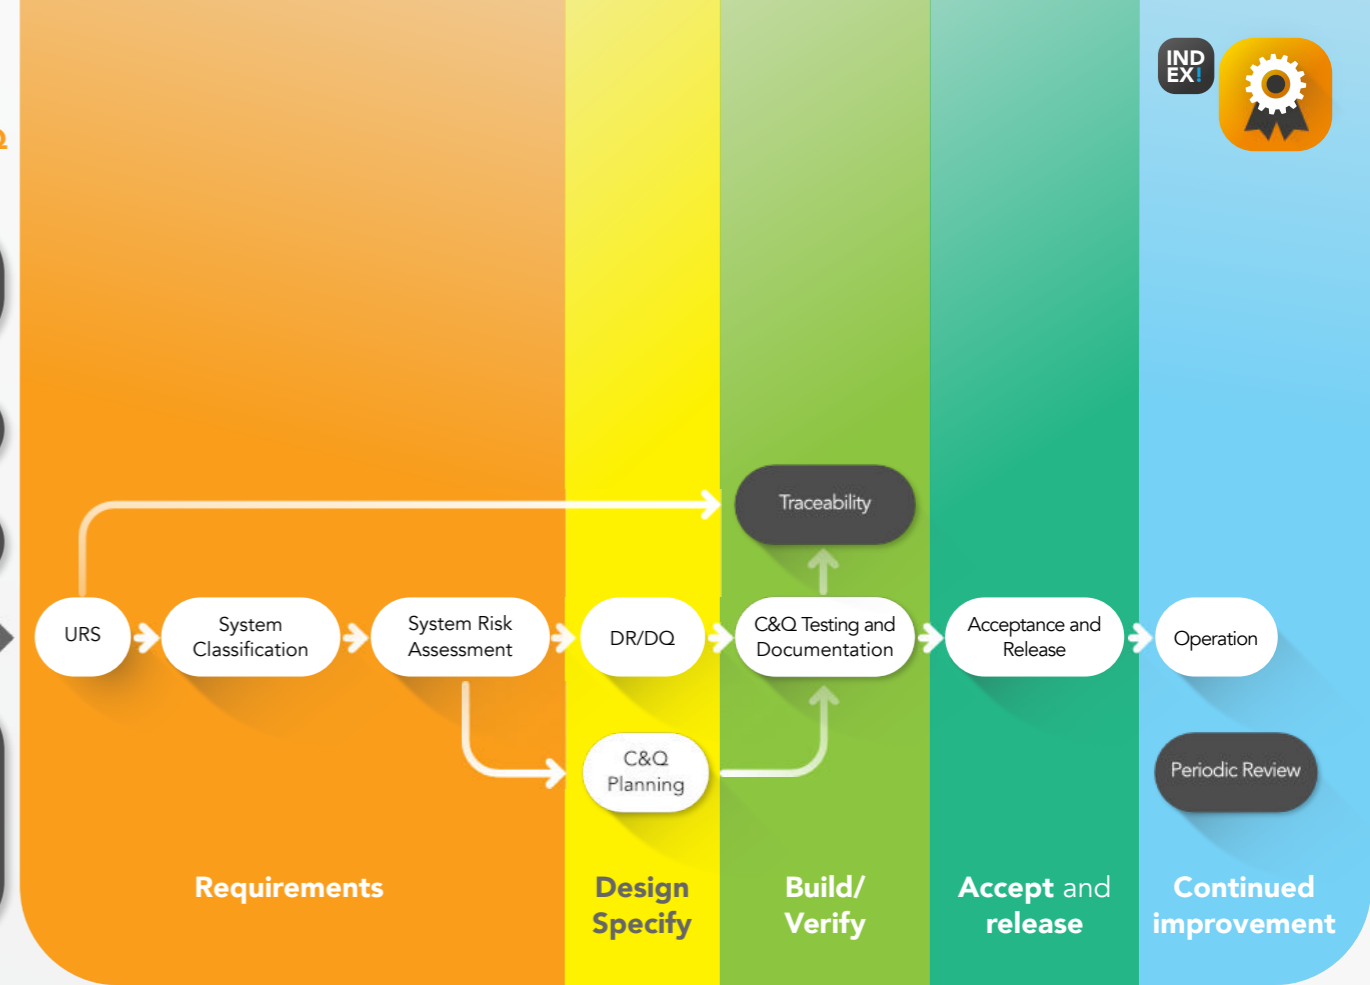 IND
EX!
Traceability
URS
System
Classification
System Risk
Assessment
DR/DQ
C&Q Testing and
Documentation
Acceptance and
Release
Operation
C&Q
Planning
Periodic Review
Requirements
Design
Specify
Build/
Verify
Accept and
release
Continued
improvement